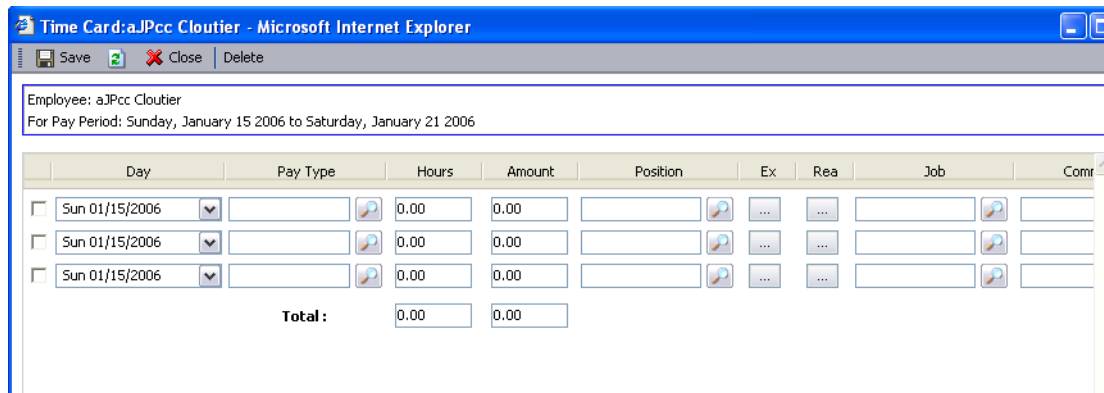 Time Card:aJPcc Cloutier - Microsoft Internet Explorer
Save Close Delete
Employee: aJPcc Cloutier
For Pay Period: Sunday, January 15 2006 to Saturday, January 21 2006
Day Pay Type Hours Amount Position Ex Rea Job Comm
Sun 01/15/2006 0.00 0.00 ... ...
Sun 01/15/2006 0.00 0.00 ... ...
Sun 01/15/2006 0.00 0.00 ... ...
Total : 0.00 0.00